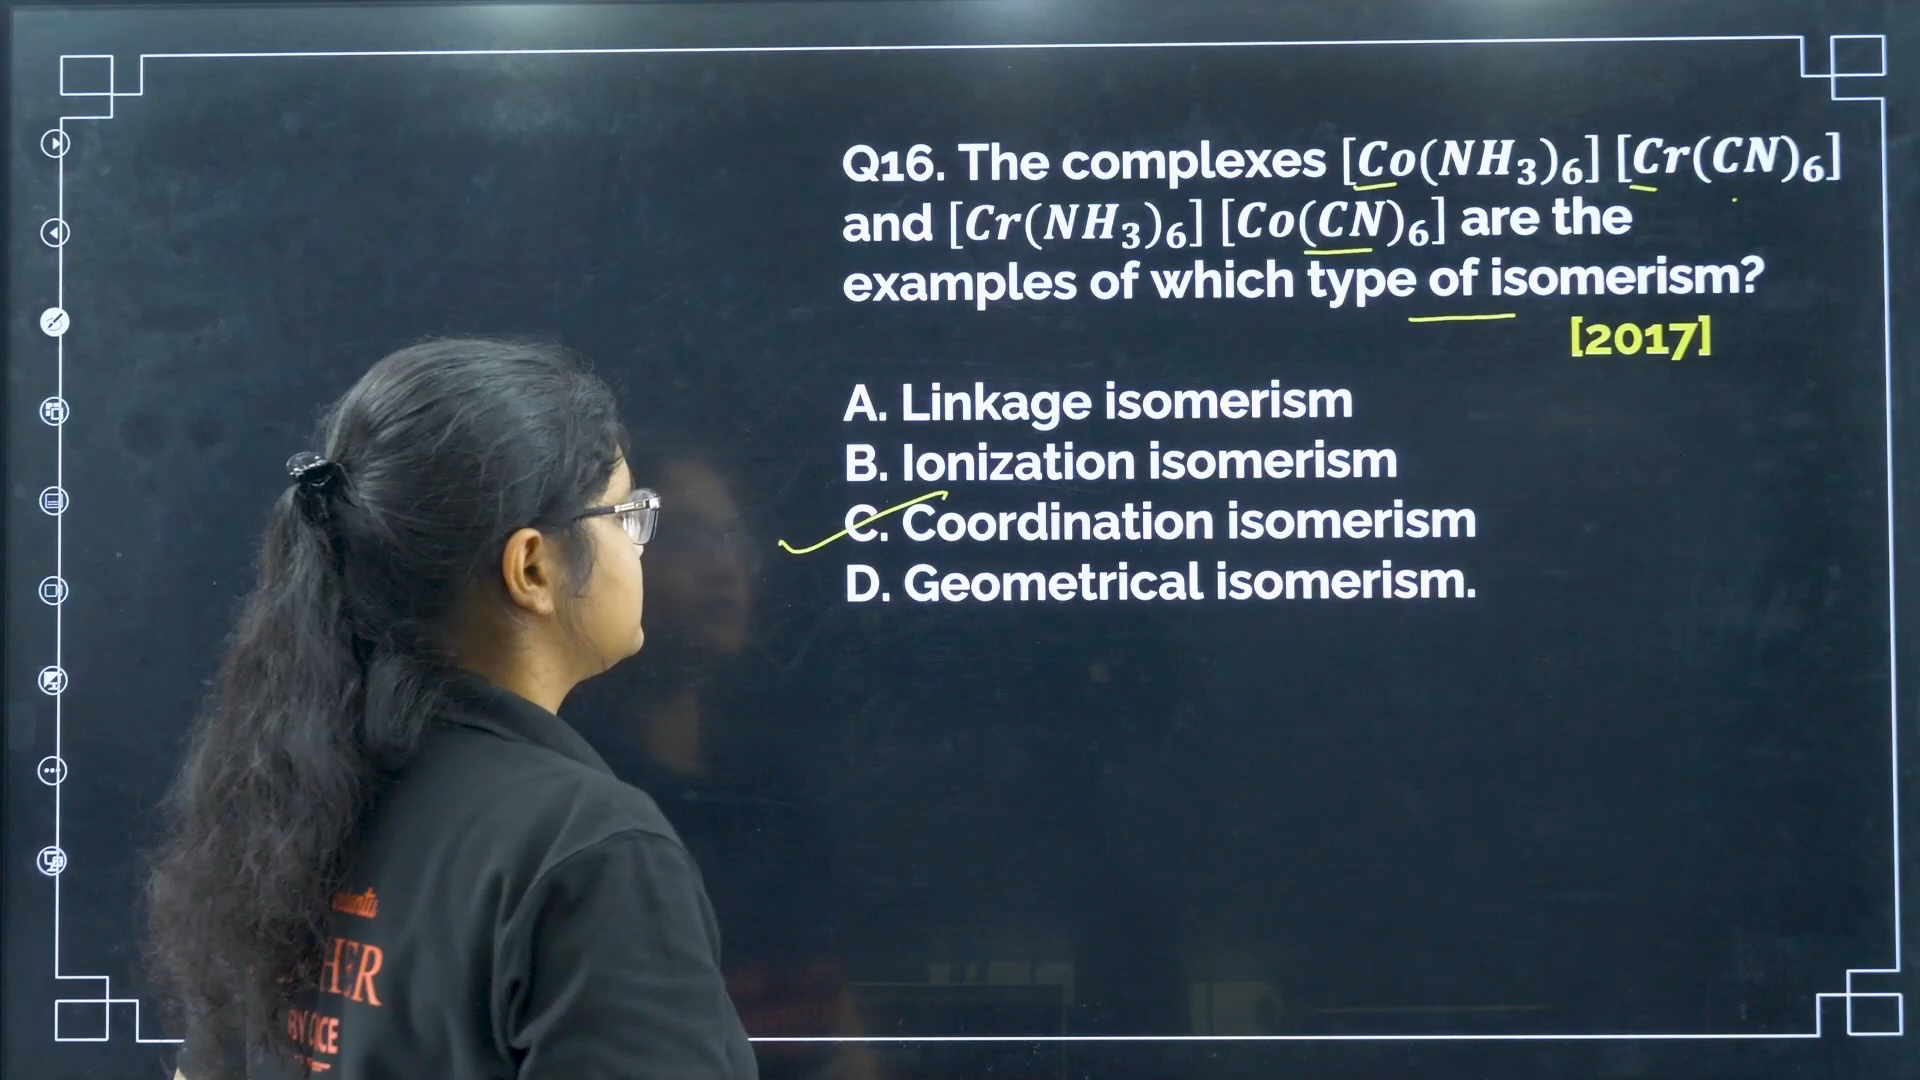 Q16. The complexes [Co(NH₃)₆] [Cr(CN)₆]
and [Cr(NH₃)₆] [Co(CN)₆] are the
examples of which type of isomerism?
[2017]
A. Linkage isomerism
B. Ionization isomerism
C. Coordination isomerism
D. Geometrical isomerism.